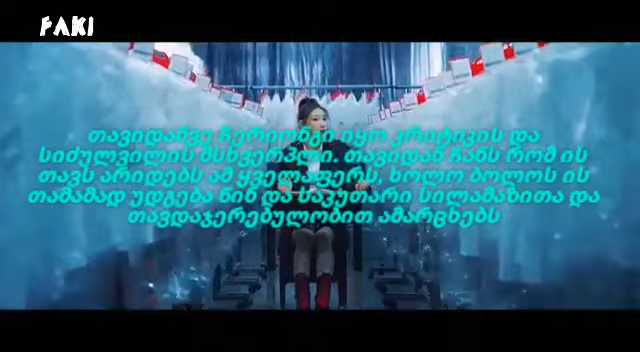 FAKI
თავიდანვე ჩერიონგი იყო კრიტიკის და
სიძულვილის მსხვერპლი. თავიდან ჩანს რომ ის
თავს არიდებს ამ ყველაფერს, ხოლო ბოლოს ის
თამამად უდგება წინ და საკუთარი სილამაზითა და
თავდაჯერებულობით ამარცხებს